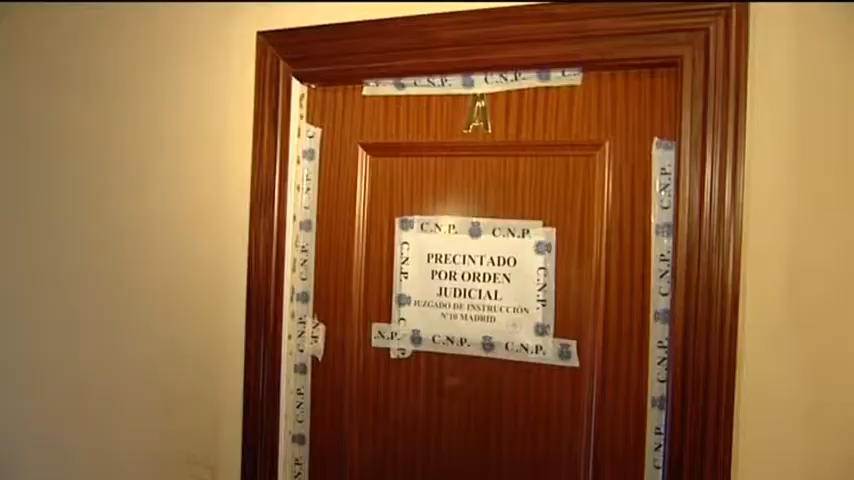 C.N.P. C.N.P.
A
C.N.P. C.N.P.
PRECINTADO
POR ORDEN
JUDICIAL
JUZGADO DE INSTRUCCIÓN
Nº10 MADRID
C.N.P.
C.N.P.
N.P. C.N.P. C.N.P.
C.N.P.
C.N.P.
C.N.P.
C.N.P.
C.N.P.
C.N.P.
C.N.P.
C.N.P.